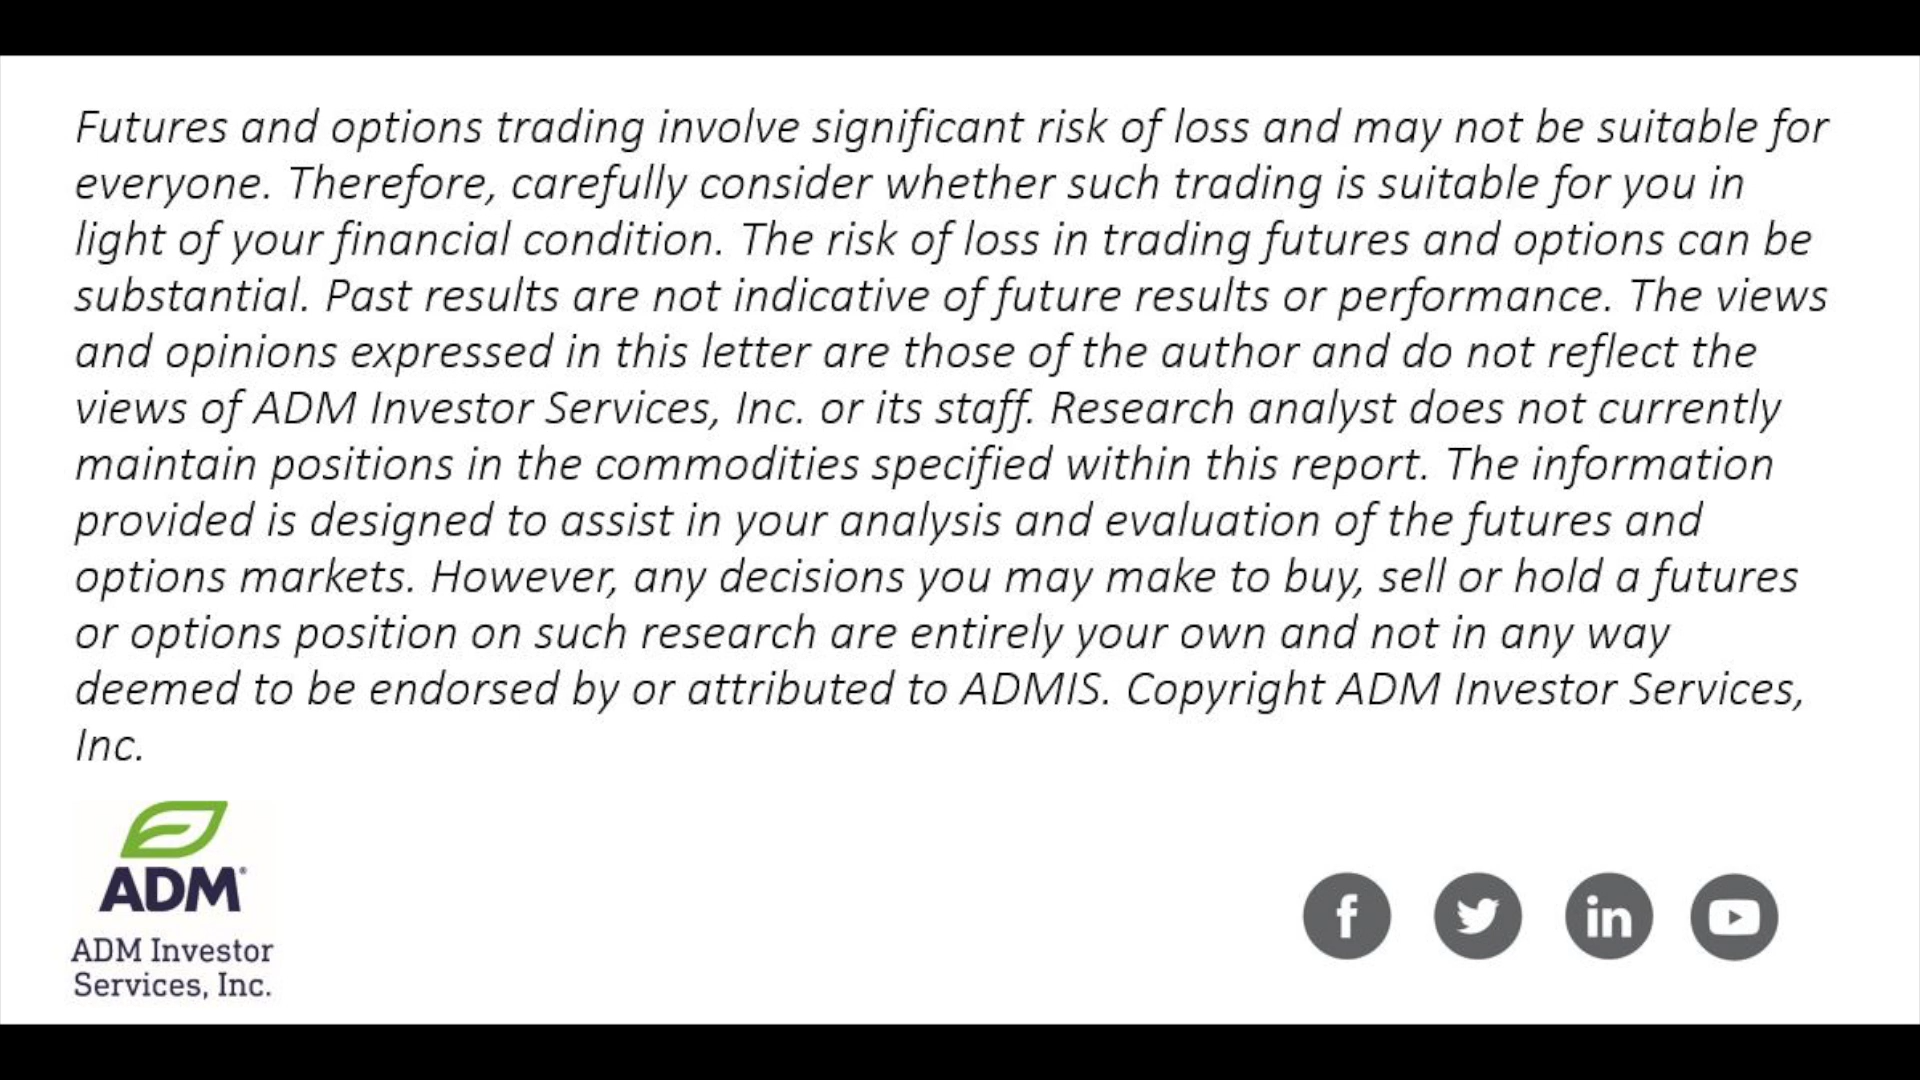 Futures and options trading involve significant risk of loss and may not be suitable for
everyone. Therefore, carefully consider whether such trading is suitable for you in
light of your financial condition. The risk of loss in trading futures and options can be
substantial. Past results are not indicative of future results or performance. The views
and opinions expressed in this letter are those of the author and do not reflect the
views of ADM Investor Services, Inc. or its staff. Research analyst does not currently
maintain positions in the commodities specified within this report. The information
provided is designed to assist in your analysis and evaluation of the futures and
options markets. However, any decisions you may make to buy, sell or hold a futures
or options position on such research are entirely your own and not in any way
deemed to be endorsed by or attributed to ADMIS. Copyright ADM Investor Services,
Inc.
ADM®
ADM Investor
Services, Inc.
f
in